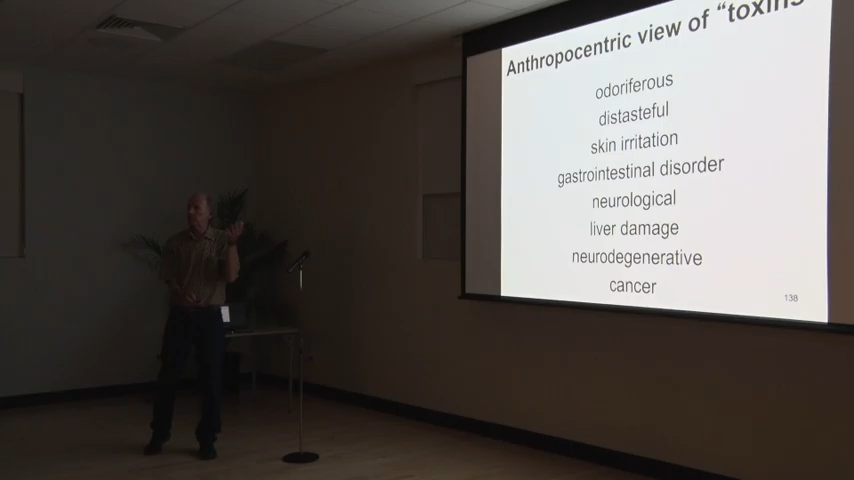 Anthropocentric view of “toxins
odoriferous
distasteful
skin irritation
gastrointestinal disorder
neurological
liver damage
neurodegenerative
cancer
138